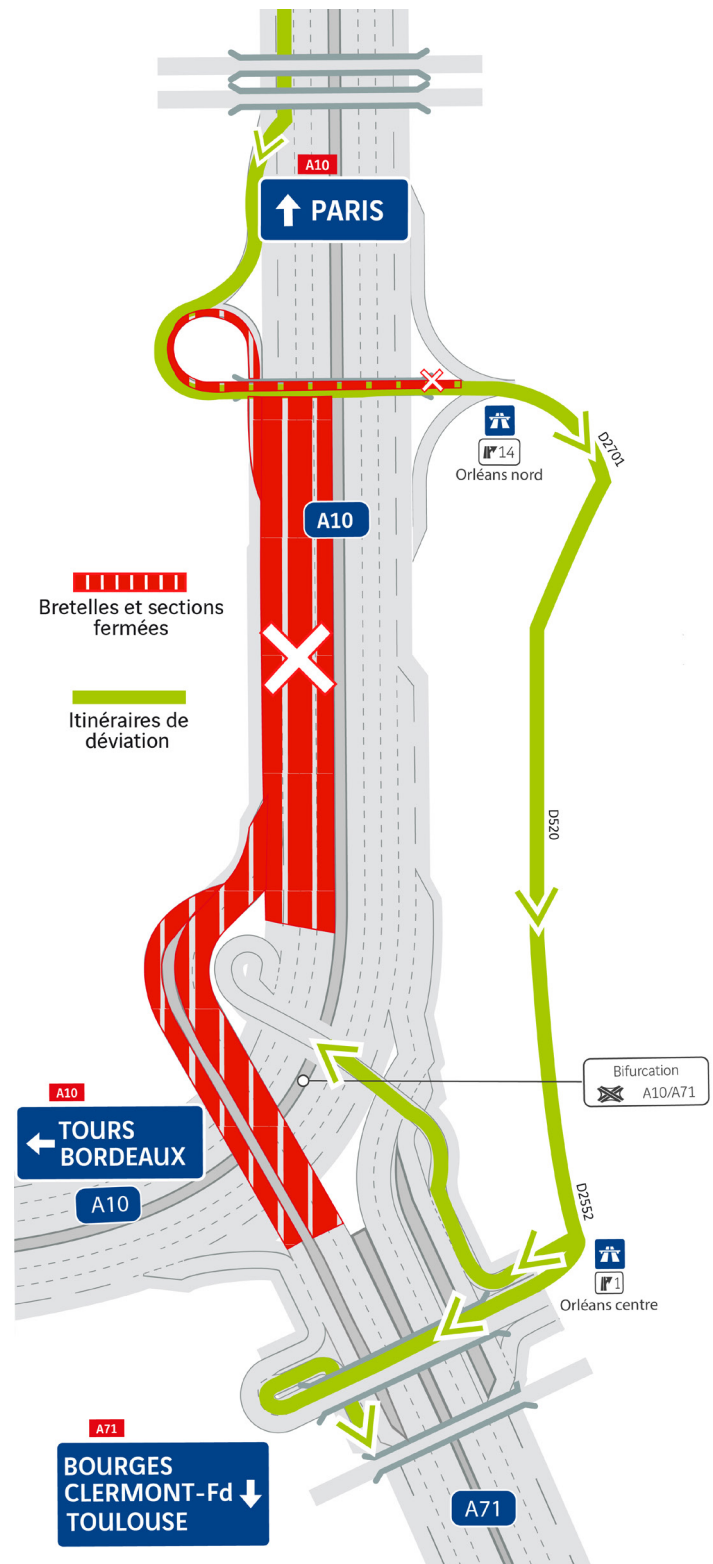 A10
PARIS
14
Orléans nord
D2701
A10
Bretelles et sections
fermées
Itinéraires de
déviation
D520
Bifurcation
A10/A71
A10
TOURS
BORDEAUX
A10
D2552
1
Orléans centre
A71
BOURGES
CLERMONT-Fd
TOULOUSE
A71